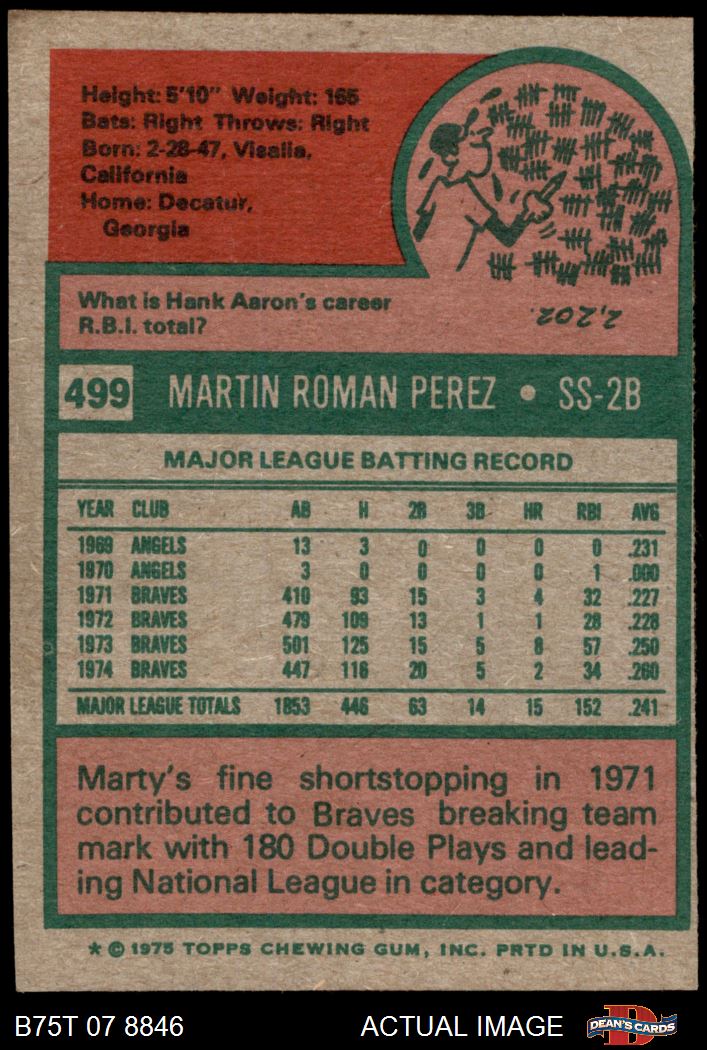 Height: 5'10" Weight: 165
Bats: Right Throws: Right
Born: 2-28-47, Visalia,
California
Home: Decatur,
Georgia
What is Hank Aaron's career
R.B.I. total?
2,202.
499 MARTIN ROMAN PEREZ • SS-2B
MAJOR LEAGUE BATTING RECORD
YEAR CLUB AB H 2B 3B HR RBI AVG
1969 ANGELS 13 3 0 0 0 0 .231
1970 ANGELS 3 0 0 0 0 1 .000
1971 BRAVES 410 93 15 3 4 32 .227
1972 BRAVES 479 109 13 1 1 28 .228
1973 BRAVES 501 125 15 5 8 57 .250
1974 BRAVES 447 116 20 5 2 34 .260
MAJOR LEAGUE TOTALS 1853 446 63 14 15 152 .241
Marty's fine shortstopping in 1971
contributed to Braves breaking team
mark with 180 Double Plays and lead-
ing National League in category.
* © 1975 TOPPS CHEWING GUM, INC. PRTD IN U.S.A.
B75T 07 8846 ACTUAL IMAGE DEAN'S CARDS